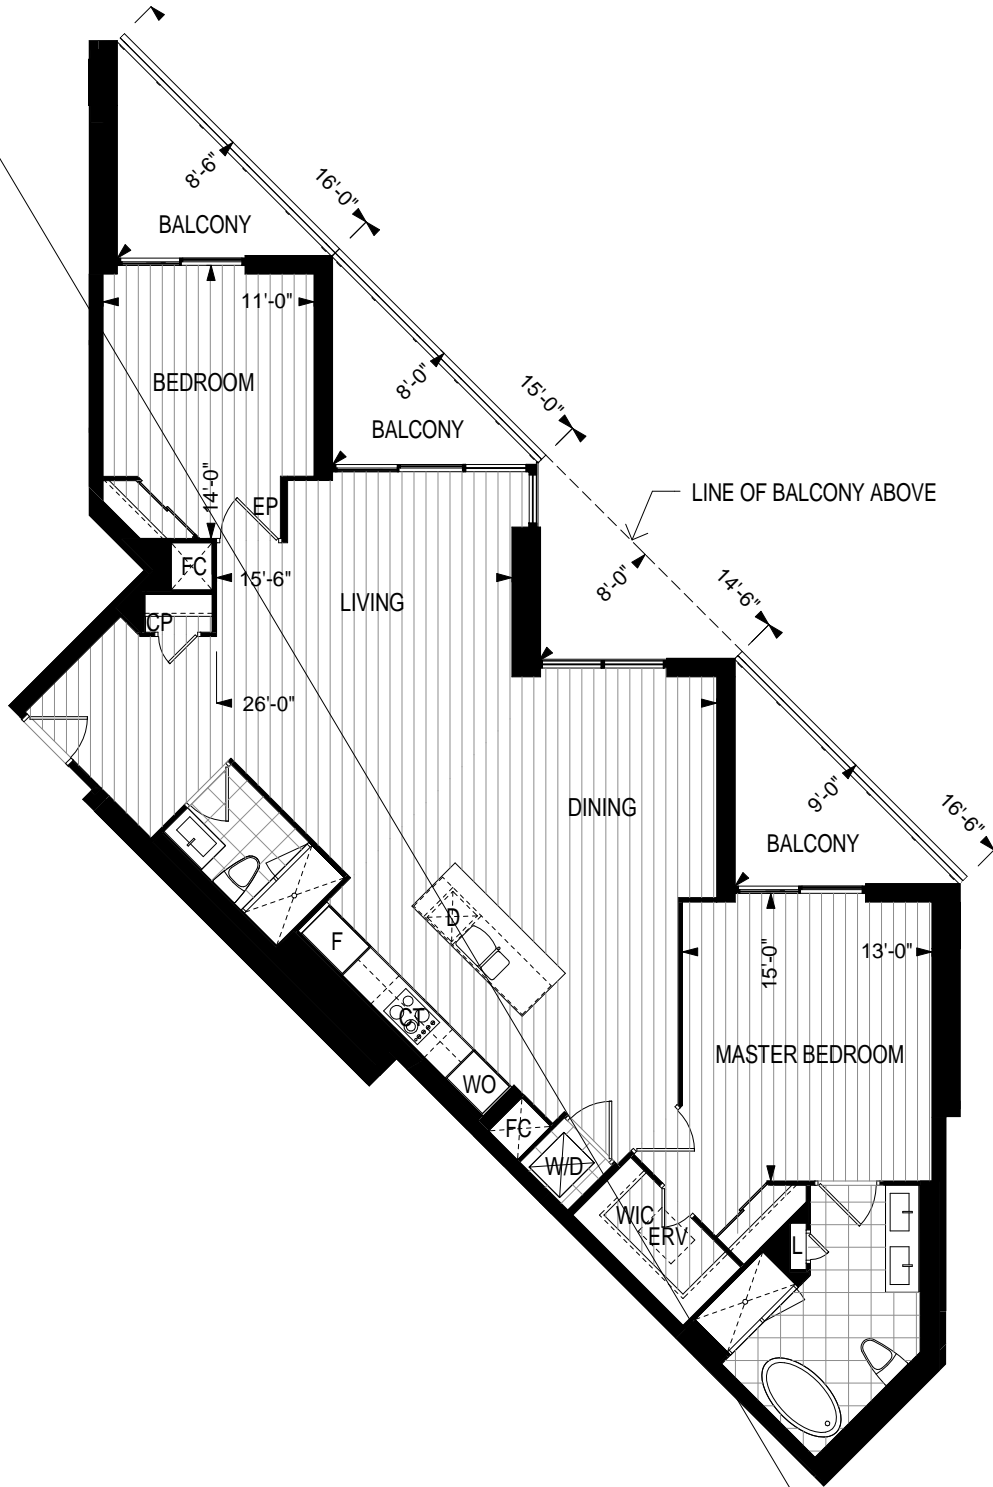 8'-6"
16'-0"
BALCONY
11'-0"
BEDROOM
8'-0"
15'-0"
BALCONY
14'-0"
EP
LINE OF BALCONY ABOVE
FC
15'-6"
8'-0"
14'-6"
LIVING
CP
26'-0"
DINING
9'-0"
16'-6"
BALCONY
D
F
15'-0"
13'-0"
CT
MASTER BEDROOM
WO
FC
W/D
WIC
ERV
L